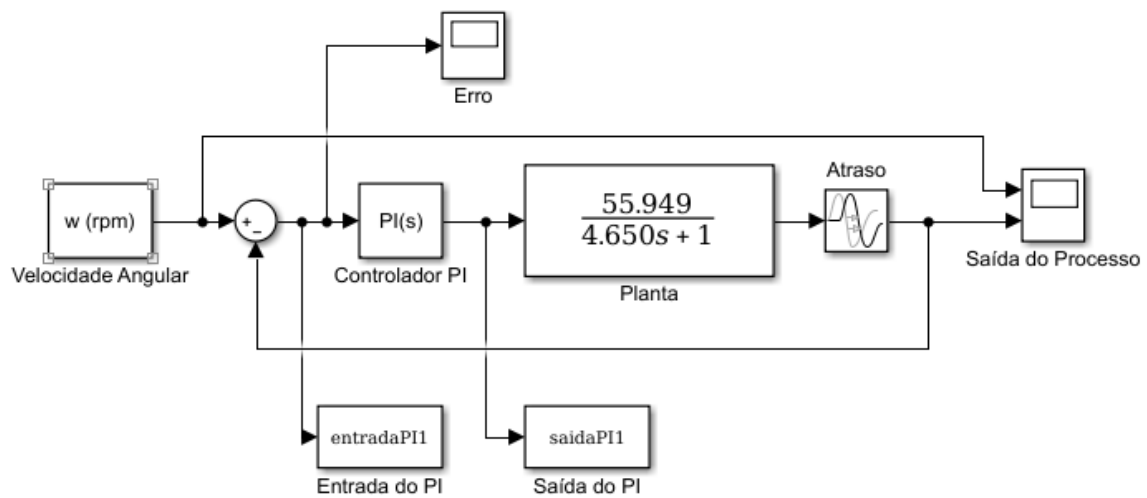 Erro
Atraso
w (rpm)
+
−
PI(s)
55.949
4.650s + 1
Velocidade Angular
Controlador PI
Planta
Saída do Processo
entradaPI1
saidaPI1
Entrada do PI
Saída do PI